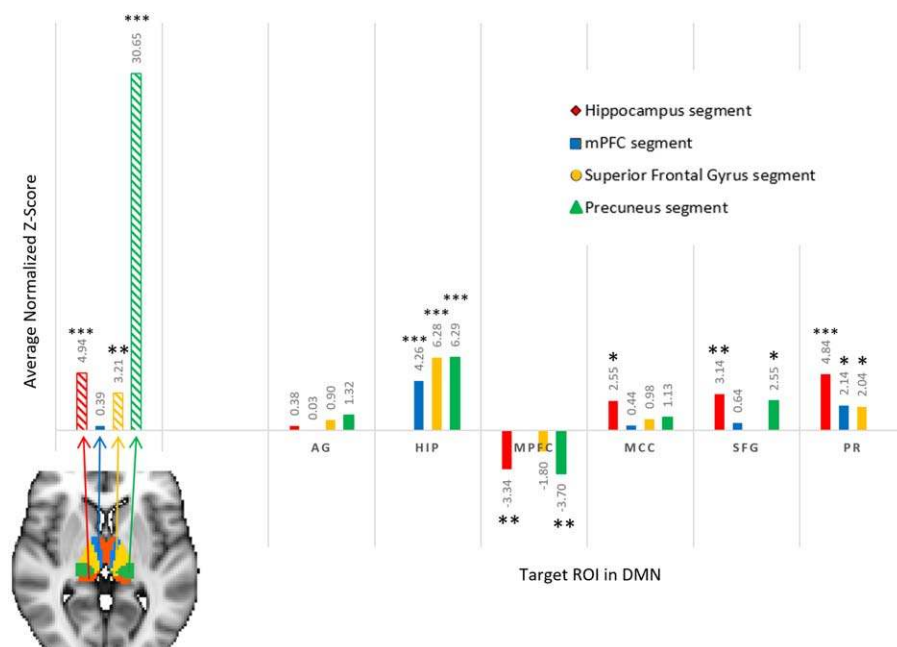 ***
30.65
Average Normalized Z-Score
*** 4.94
0.39
** 3.21
Hippocampus segment
mPFC segment
Superior Frontal Gyrus segment
Precuneus segment
0.38 0.03 0.90 1.32
AG
*** 4.26 *** 6.28 *** 6.29
HIP
MPFC
-3.34 ** -1.80 -3.70 **
* 2.55 0.44 0.98 1.13
MCC
** 3.14 0.64 * 2.55
SFG
*** 4.84 * 2.14 * 2.04
PR
Target ROI in DMN